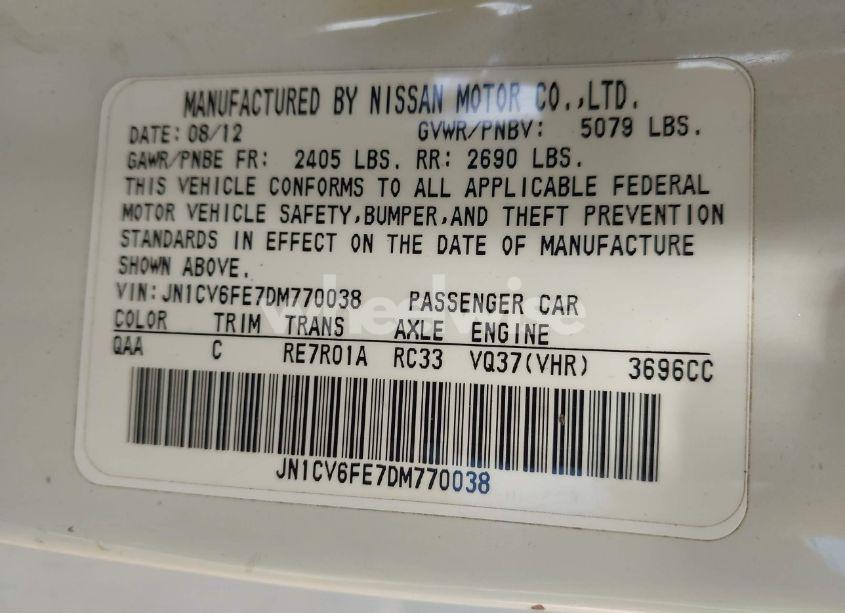 MANUFACTURED BY NISSAN MOTOR CO.,LTD.
DATE: 08/12 GVWR/PNBV: 5079 LBS.
GAWR/PNBE FR: 2405 LBS. RR: 2690 LBS.
THIS VEHICLE CONFORMS TO ALL APPLICABLE FEDERAL
MOTOR VEHICLE SAFETY,BUMPER,AND THEFT PREVENTION
STANDARDS IN EFFECT ON THE DATE OF MANUFACTURE
SHOWN ABOVE.
VIN:JN1CV6FE7DM770038 PASSENGER CAR
wheelwise
COLOR TRIM TRANS AXLE ENGINE
QAA C RE7R01A RC33 VQ37(VHR) 3696CC
JN1CV6FE7DM770038